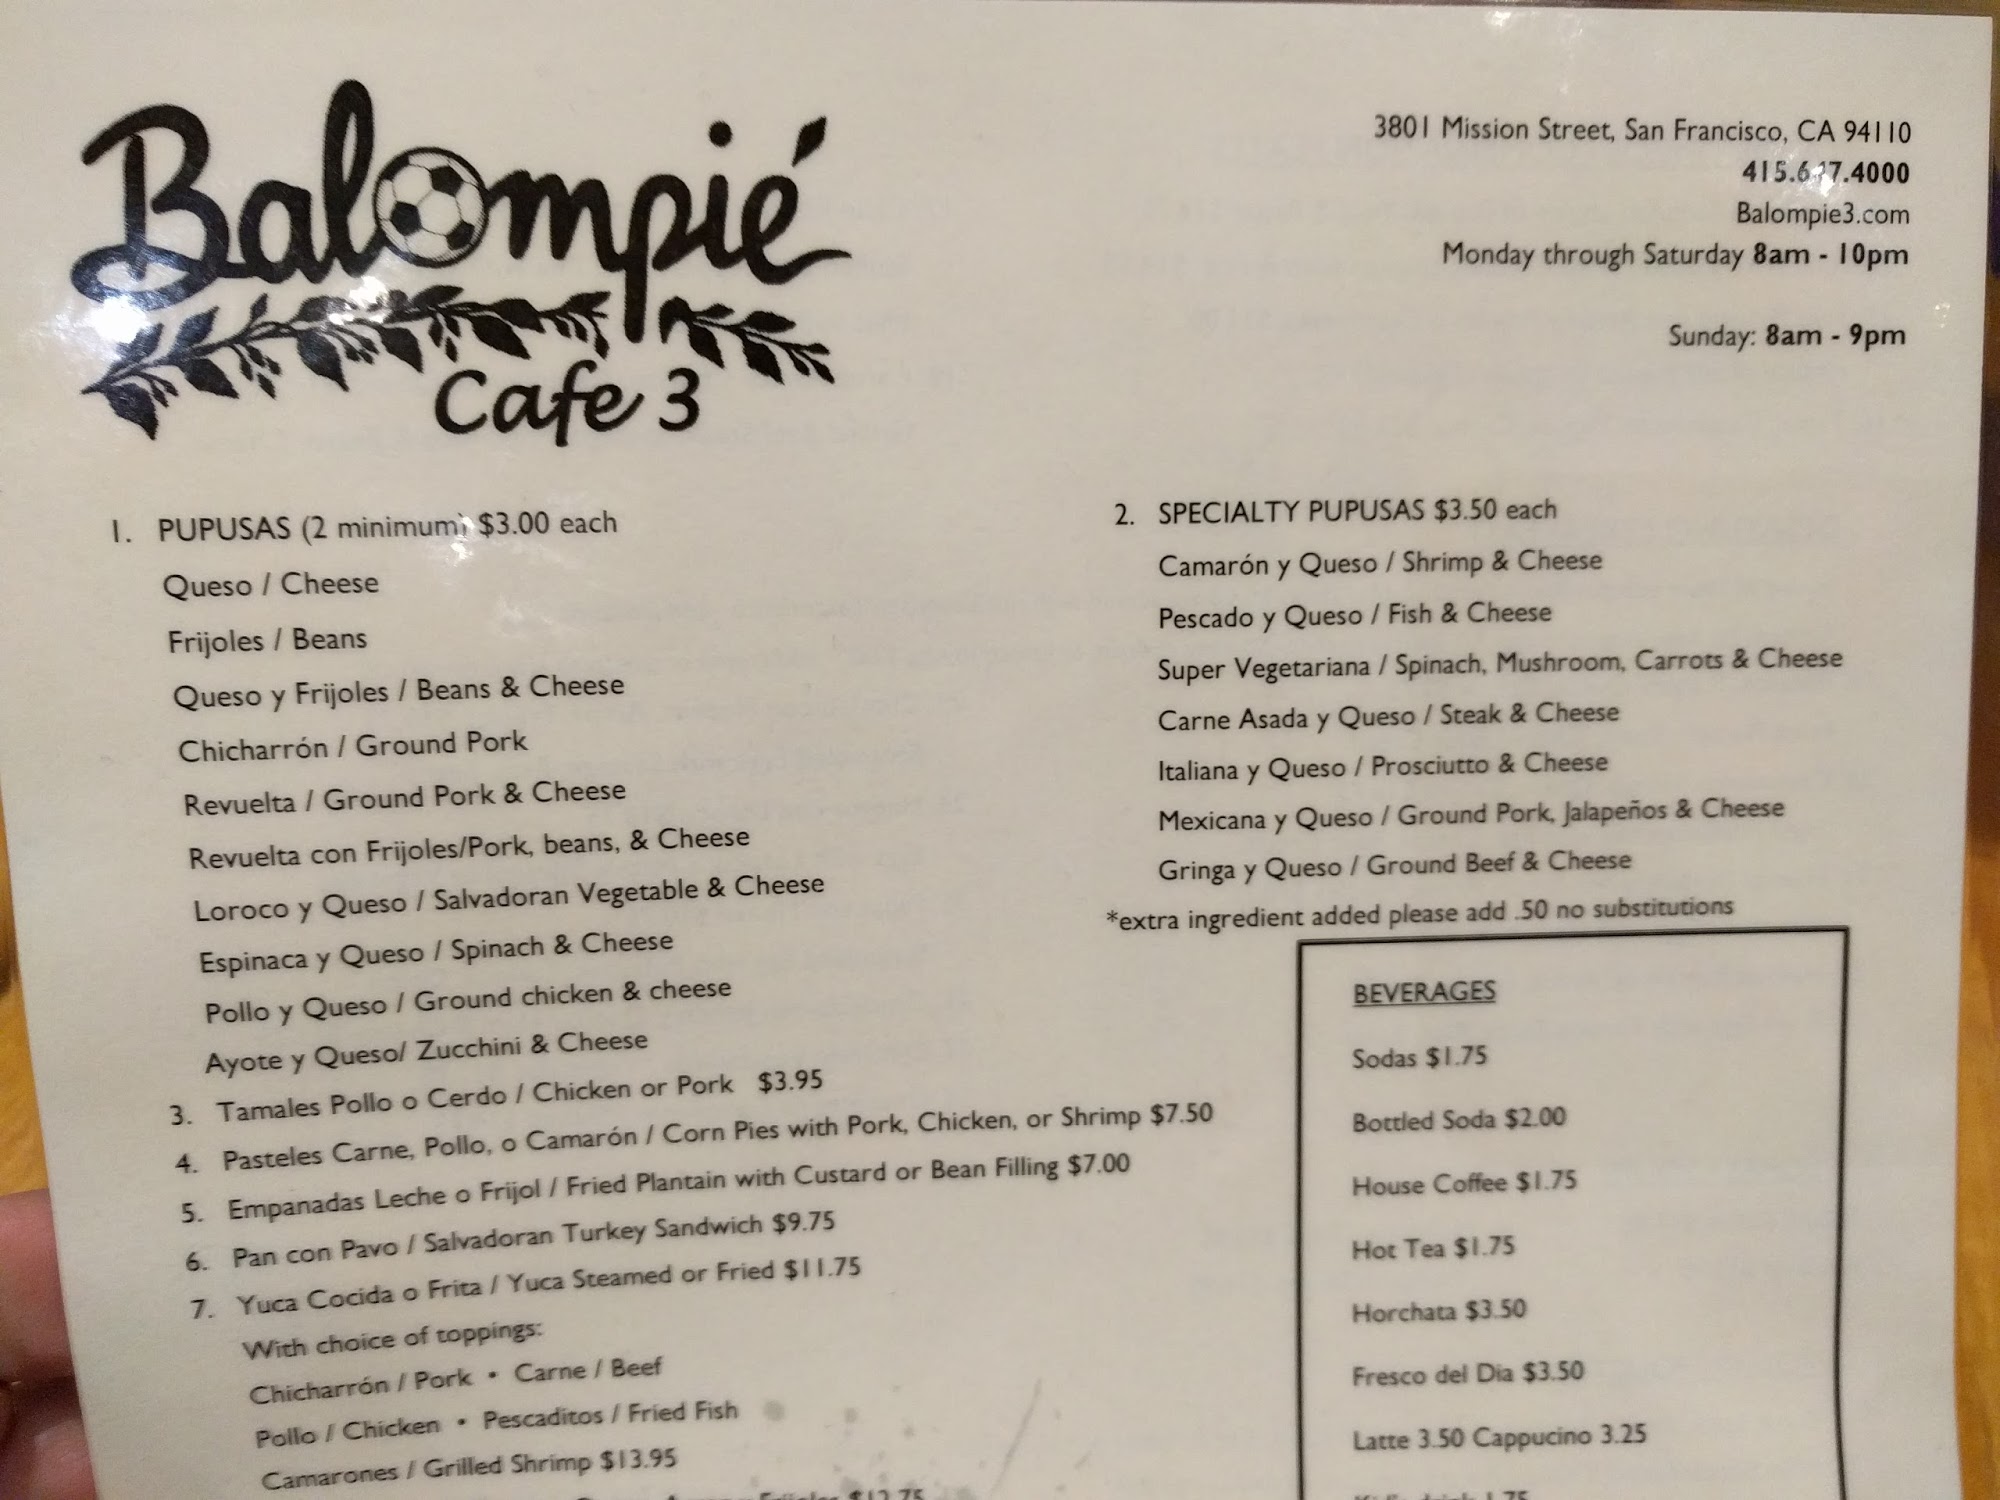 Balompié
Cafe 3
3801 Mission Street, San Francisco, CA 94110
Balompie3.com
Monday through Saturday 8am - 10pm
Sunday: 8am - 9pm
1. PUPUSAS (2 minimum) $3.00 each
Queso / Cheese
Frijoles / Beans
Queso y Frijoles / Beans & Cheese
Chicharrón / Ground Pork
Revuelta / Ground Pork & Cheese
Revuelta con Frijoles/Pork, beans, & Cheese
Loroco y Queso / Salvadoran Vegetable & Cheese
Espinaca y Queso / Spinach & Cheese
Pollo y Queso / Ground chicken & cheese
Ayote y Queso/ Zucchini & Cheese
2. SPECIALTY PUPUSAS $3.50 each
Camarón y Queso / Shrimp & Cheese
Pescado y Queso / Fish & Cheese
Super Vegetariana / Spinach, Mushroom, Carrots & Cheese
Carne Asada y Queso / Steak & Cheese
Italiana y Queso / Prosciutto & Cheese
Mexicana y Queso / Ground Pork, Jalapeños & Cheese
Gringa y Queso / Ground Beef & Cheese
*extra ingredient added please add .50 no substitutions
3. Tamales Pollo o Cerdo / Chicken or Pork $3.95
4. Pasteles Carne, Pollo, o Camarón / Corn Pies with Pork, Chicken, or Shrimp $7.50
5. Empanadas Leche o Frijol / Fried Plantain with Custard or Bean Filling $7.00
6. Pan con Pavo / Salvadoran Turkey Sandwich $9.75
7. Yuca Cocida o Frita / Yuca Steamed or Fried $11.75
With choice of toppings:
Chicharrón / Pork • Carne / Beef
Pollo / Chicken • Pescaditos / Fried Fish
Camarones / Grilled Shrimp $13.95
BEVERAGES
Sodas $1.75
Bottled Soda $2.00
House Coffee $1.75
Hot Tea $1.75
Horchata $3.50
Fresco del Dia $3.50
Latte 3.50 Cappucino 3.25